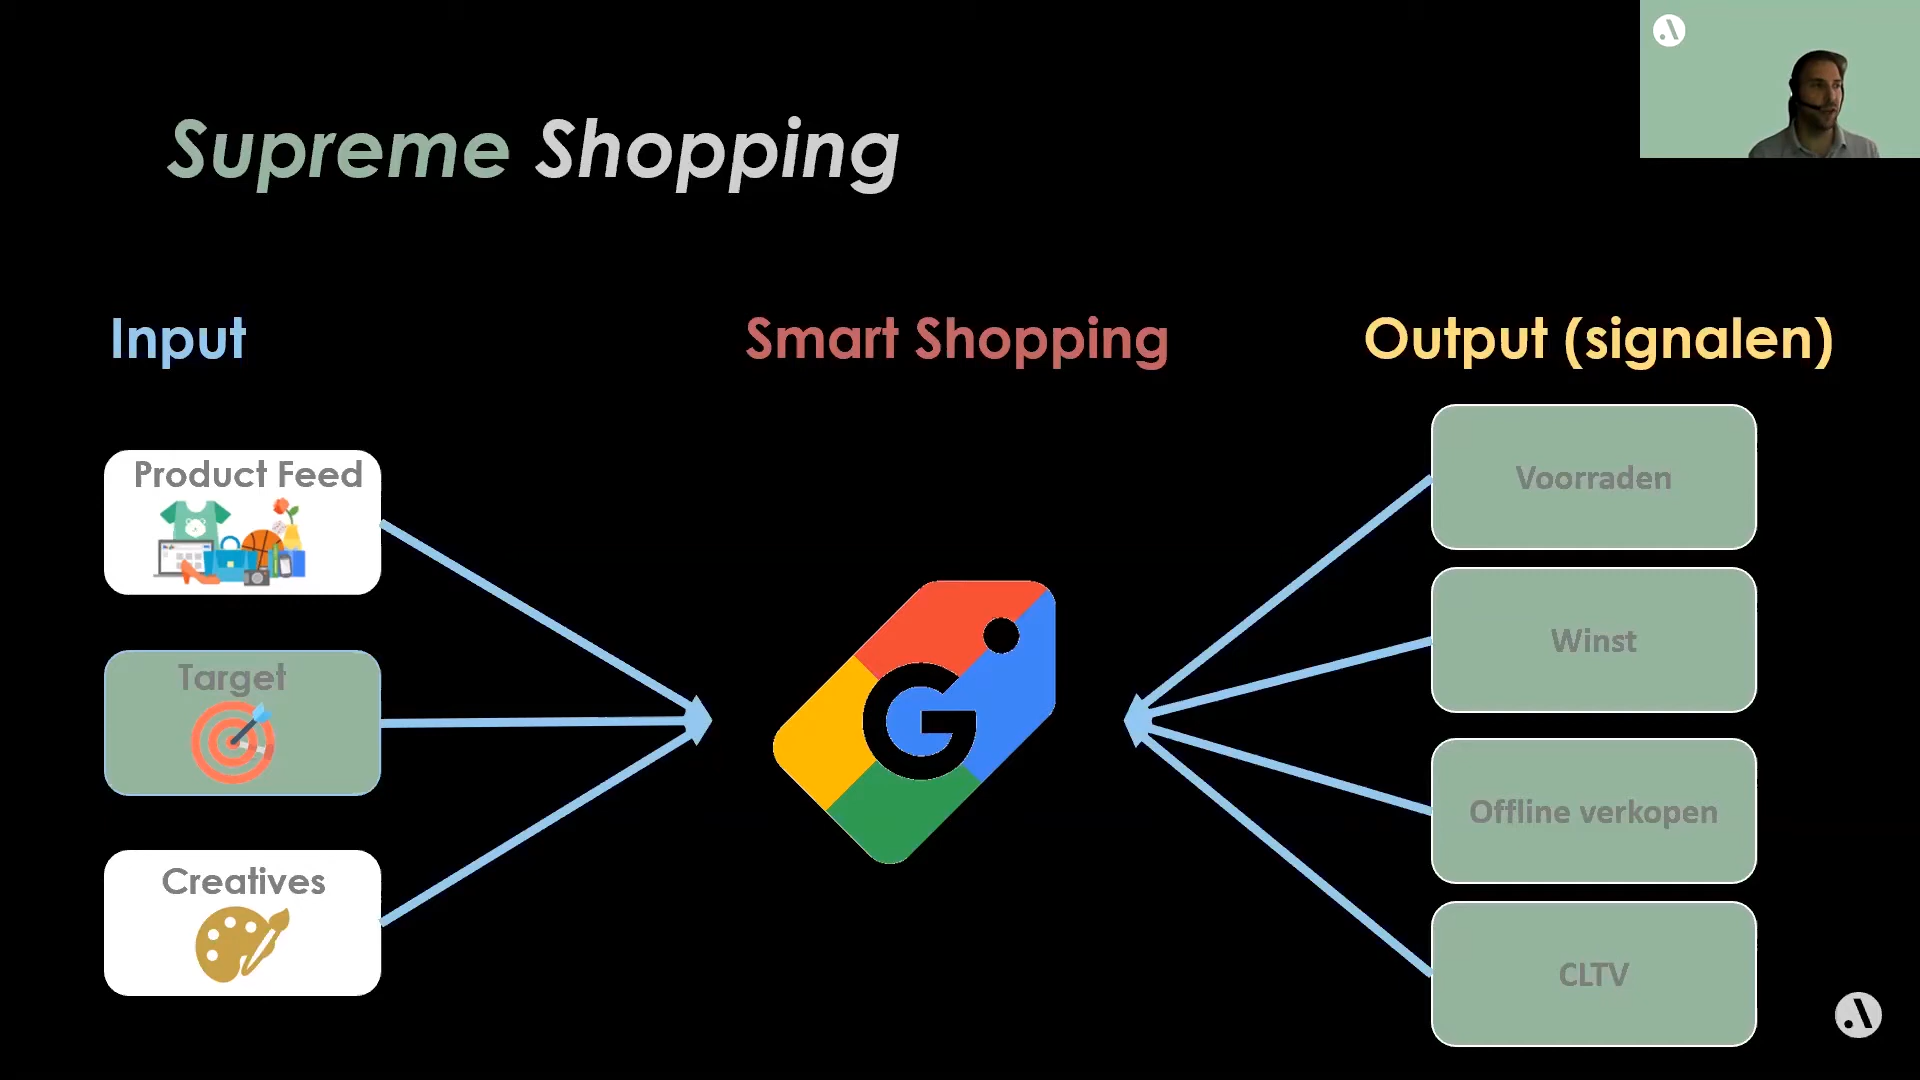 Supreme Shopping
Input
Smart Shopping
Output (signalen)
Product Feed
Target
Creatives
Voorraden
Winst
Offline verkopen
CLTV